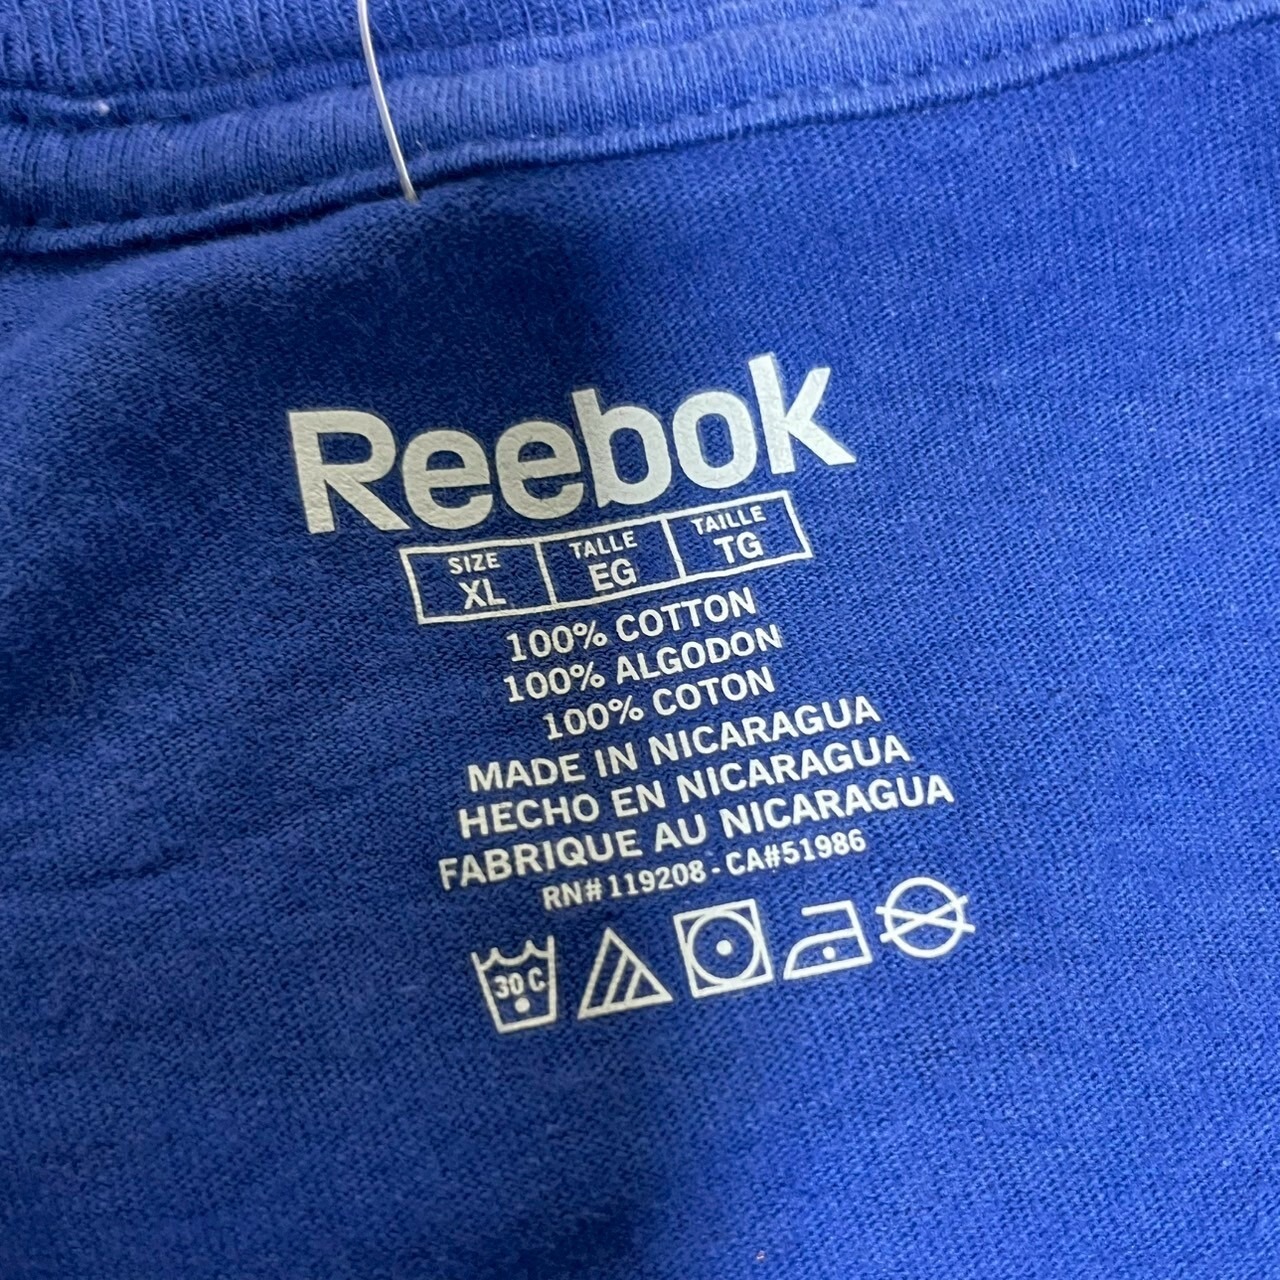 Reebok
SIZE TALLE TAILLE
XL EG TG
100% COTTON
100% ALGODON
100% COTON
MADE IN NICARAGUA
HECHO EN NICARAGUA
FABRIQUE AU NICARAGUA
RN# 119208 - CA#51986
30 C